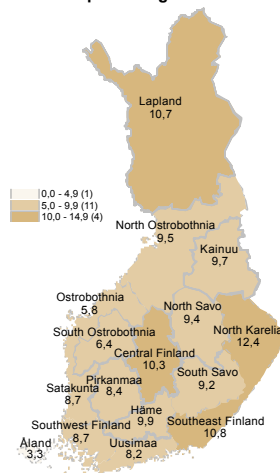 Lapland
10,7
0,0 - 4,9 (1)
5,0 - 9,9 (11)
10,0 - 14,9 (4)
North Ostrobothnia
9,5
Kainuu
9,7
Ostrobothnia
5,8
North Savo
9,4
South Ostrobothnia
6,4
North Karelia
12,4
Central Finland
10,3
South Savo
9,2
Pirkanmaa
8,4
Satakunta
8,7
Häme
9,9
Southwest Finland
8,7
Southeast Finland
10,8
Åland
3,3
Uusimaa
8,2